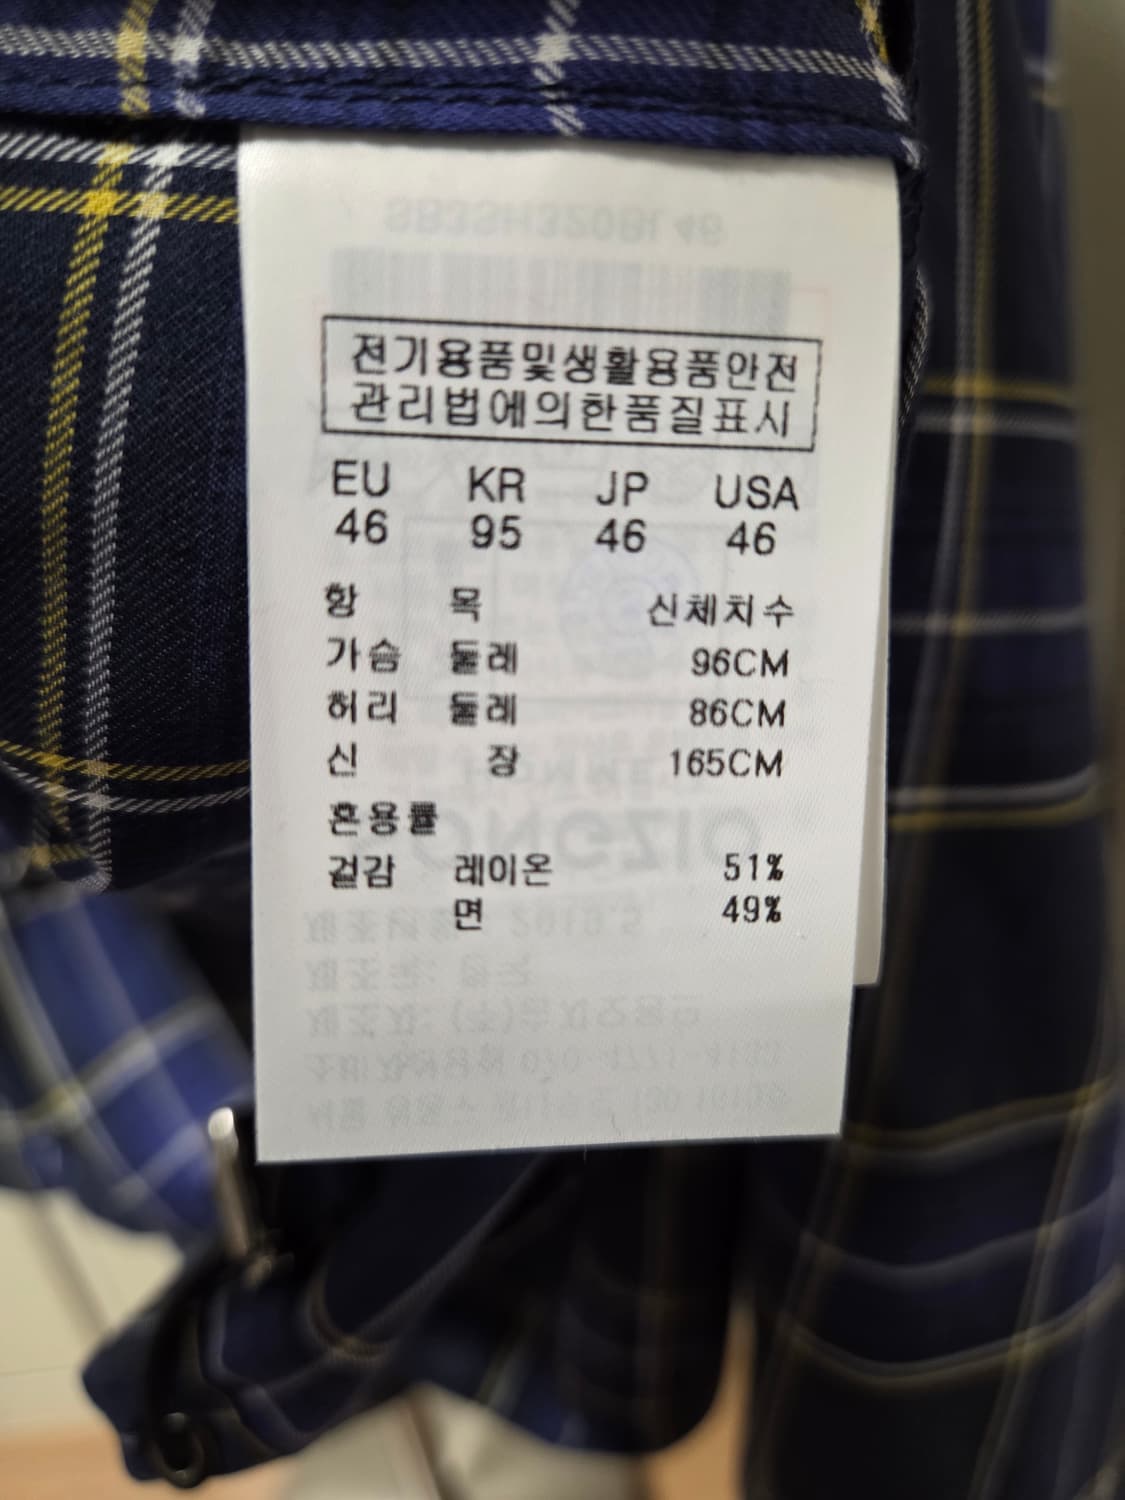 전기용품및생활용품안전
관리법에의한품질표시
EU KR JP USA
46 95 46 46
항 목 신체치수
가슴 둘레 96CM
허리 둘레 86CM
신 장 165CM
혼용률
겉감 레이온 51%
면 49%